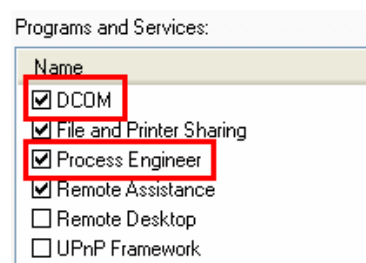 Programs and Services:
Name
DCOM
File and Printer Sharing
Process Engineer
Remote Assistance
Remote Desktop
UPnP Framework